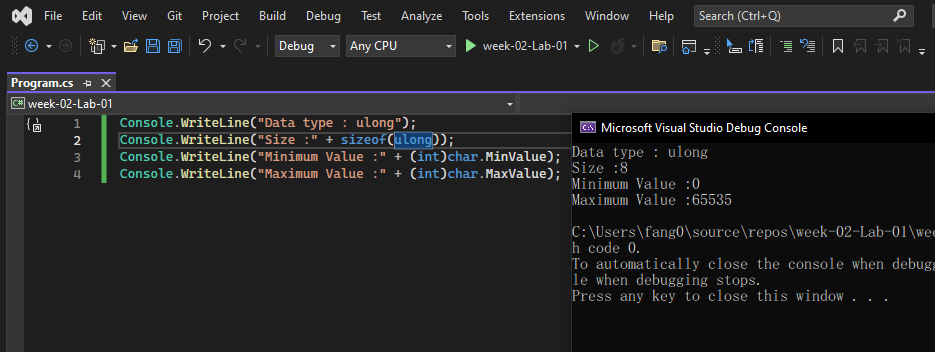 File Edit View Git Project Build Debug Test Analyze Tools Extensions Window Help Search (Ctrl+Q)
Debug Any CPU week-02-Lab-01
Program.cs
C# week-02-Lab-01
1 Console.WriteLine("Data type : ulong");
2 Console.WriteLine("Size :" + sizeof(ulong));
3 Console.WriteLine("Minimum Value :" + (int)char.MinValue);
4 Console.WriteLine("Maximum Value :" + (int)char.MaxValue);
Microsoft Visual Studio Debug Console
Data type : ulong
Size :8
Minimum Value :0
Maximum Value :65535
C:\Users\fang0\source\repos\week-02-Lab-01\wee
h code 0.
To automatically close the console when debugg
le when debugging stops.
Press any key to close this window . . .